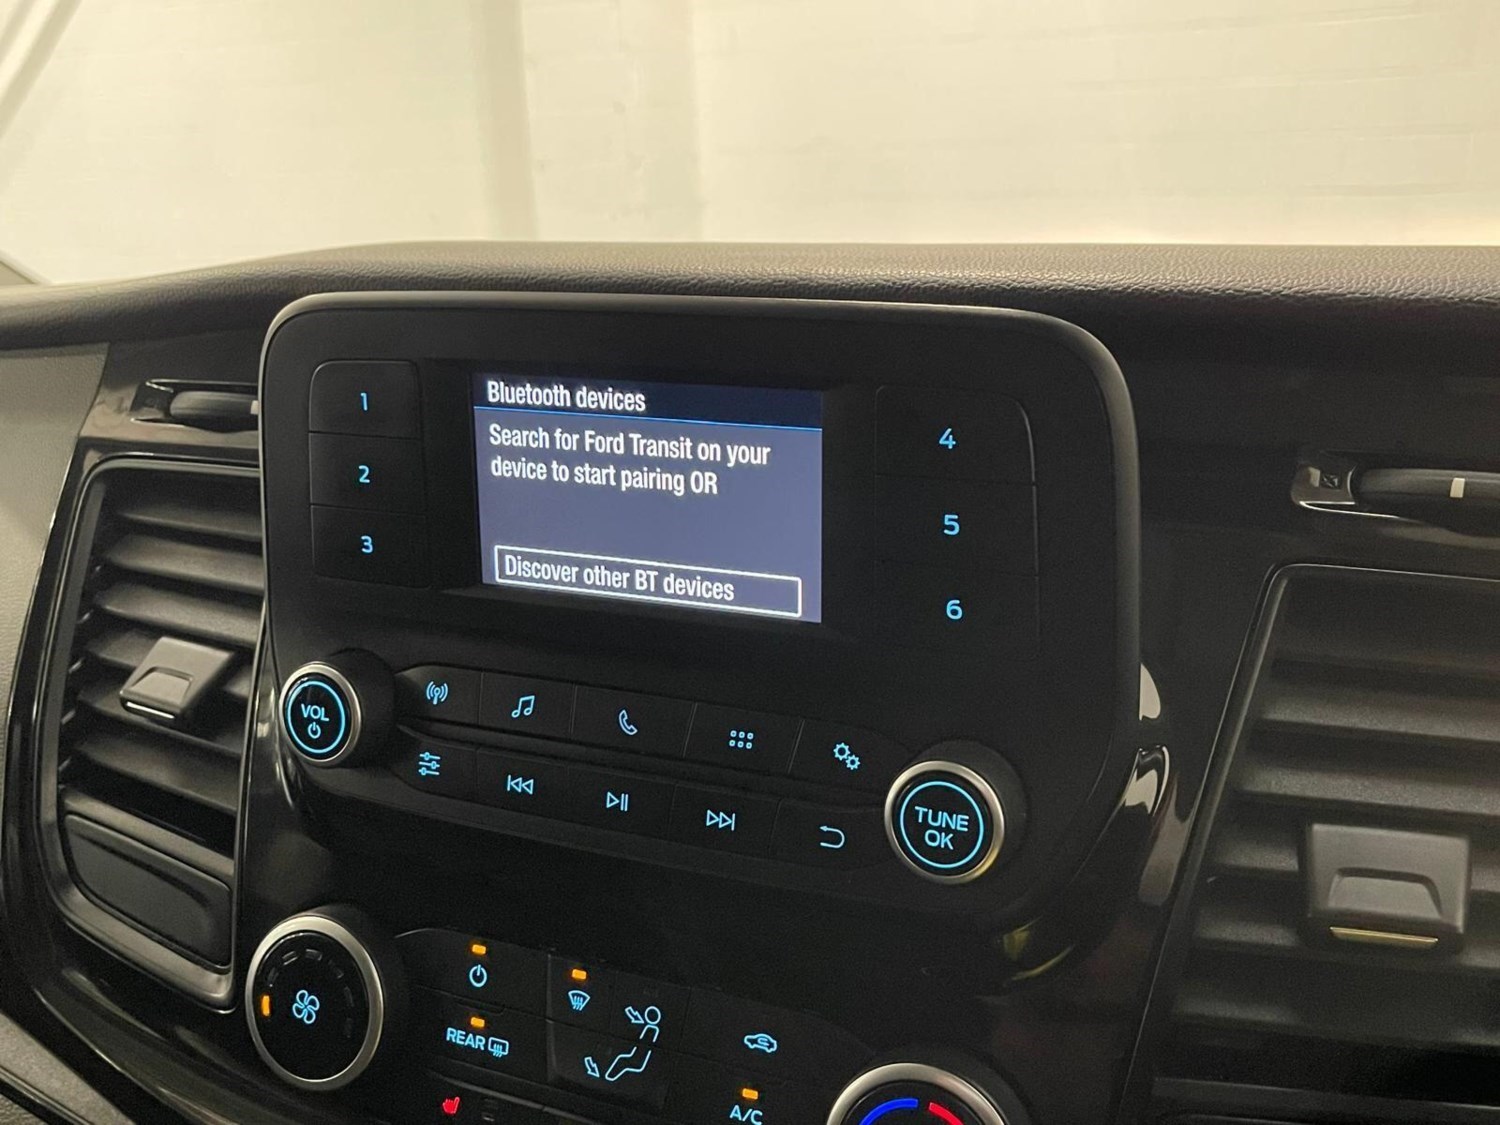 Bluetooth devices
Search for Ford Transit on your
device to start pairing OR
Discover other BT devices
1
2
3
4
5
6
VOL
TUNE
OK
REAR
A/C